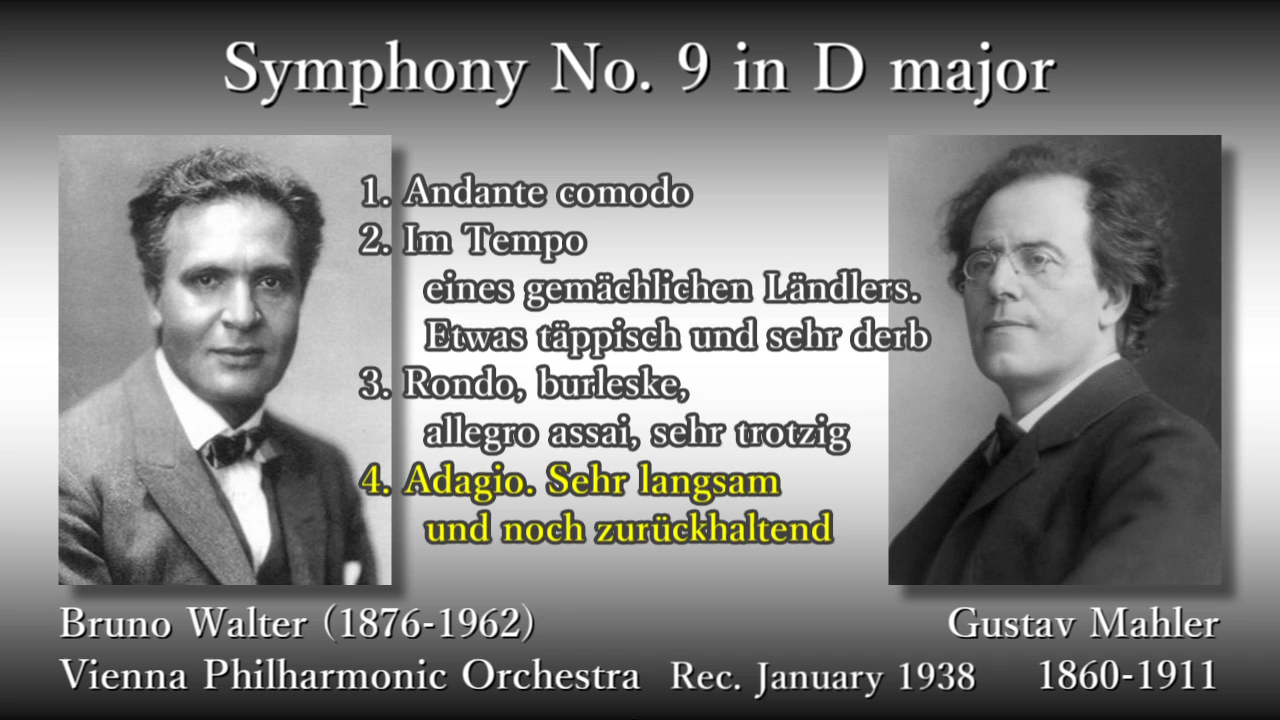 Symphony No. 9 in D major
1. Andante comodo
2. Im Tempo
eines gemächlichen Ländlers.
Etwas täppisch und sehr derb
3. Rondo, burleske,
allegro assai, sehr trotzig
4. Adagio. Sehr langsam
und noch zurückhaltend
Bruno Walter (1876-1962)
Gustav Mahler
Vienna Philharmonic Orchestra Rec. January 1938
1860-1911